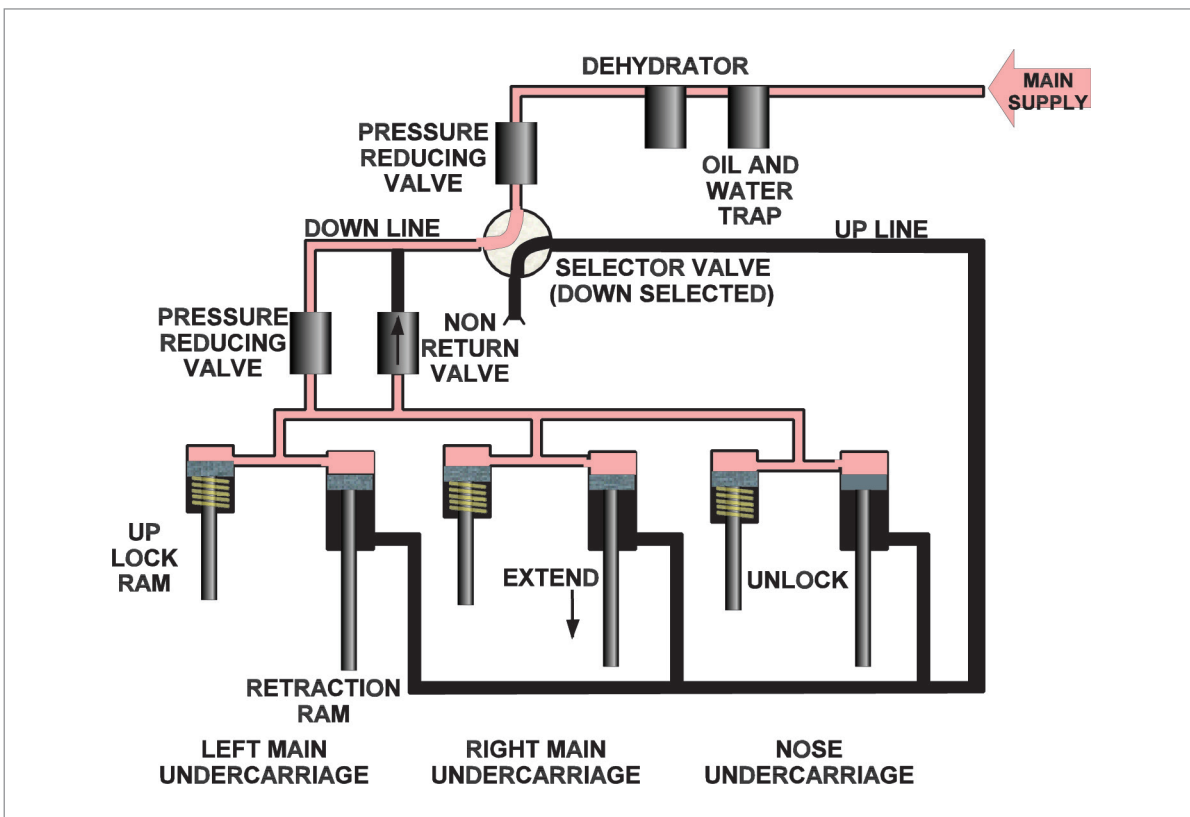 DEHYDRATOR
MAIN
SUPPLY
PRESSURE
REDUCING
VALVE
OIL AND
WATER
TRAP
DOWN LINE
UP LINE
SELECTOR VALVE
(DOWN SELECTED)
PRESSURE
REDUCING
VALVE
NON
RETURN
VALVE
UP
LOCK
RAM
EXTEND
UNLOCK
RETRACTION
RAM
LEFT MAIN
UNDERCARRIAGE
RIGHT MAIN
UNDERCARRIAGE
NOSE
UNDERCARRIAGE